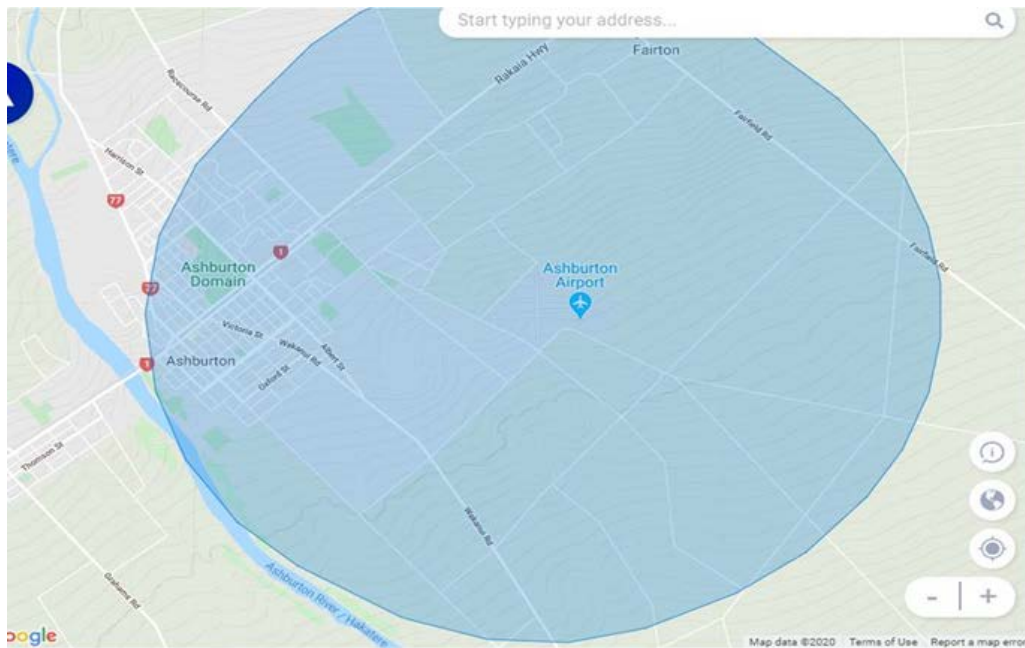 Start typing your address...
Fairton
Rakaia Hwy
Racecourse Rd
Fairfield Rd
Harrison St
77
1
Fairfield Rd
Ashburton
Domain
Ashburton
Airport
77
Victoria St
Wakanui Rd
Albert St
1
Ashburton
Oxford St
Thomson St
Wakanui Rd
Grahams Rd
Ashburton River / Hakatere
oogle
Map data ©2020
Terms of Use
Report a map error